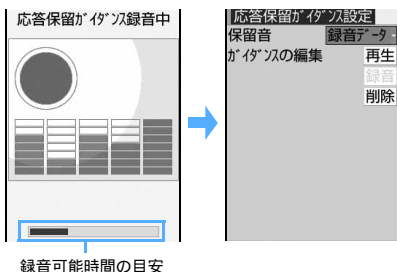 応答保留ｶﾞｲﾀﾞﾝｽ録音中
録音可能時間の目安
応答保留ｶﾞｲﾀﾞﾝｽ設定
保留音 録音ﾃﾞｰﾀ
ｶﾞｲﾀﾞﾝｽの編集 再生
録音
削除